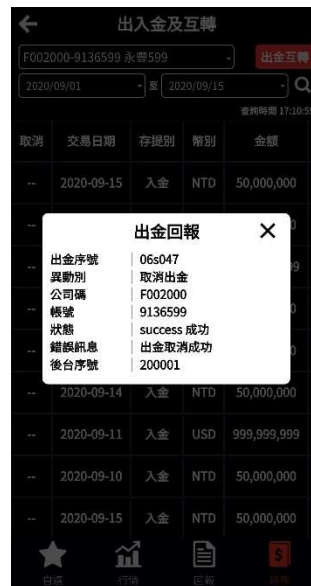 出入金及互轉
F002000-9136599 永豐599
出金互轉
2020/09/01 至 2020/09/15
查詢時間 17:10:5
取消 交易日期 存提別 幣別 金額
-- 2020-09-15 入金 NTD 50,000,000
出金回報
出金序號 06s047
異動別 取消出金
公司碼 F002000
帳號 9136599
狀態 success 成功
錯誤訊息 出金取消成功
後台序號 200001
-- 2020-09-14 入金 NTD 50,000,000
-- 2020-09-11 入金 USD 999,999,999
-- 2020-09-10 入金 NTD 50,000,000
-- 2020-09-15 入金 NTD 50,000,000
自選 行情 回報 帳務